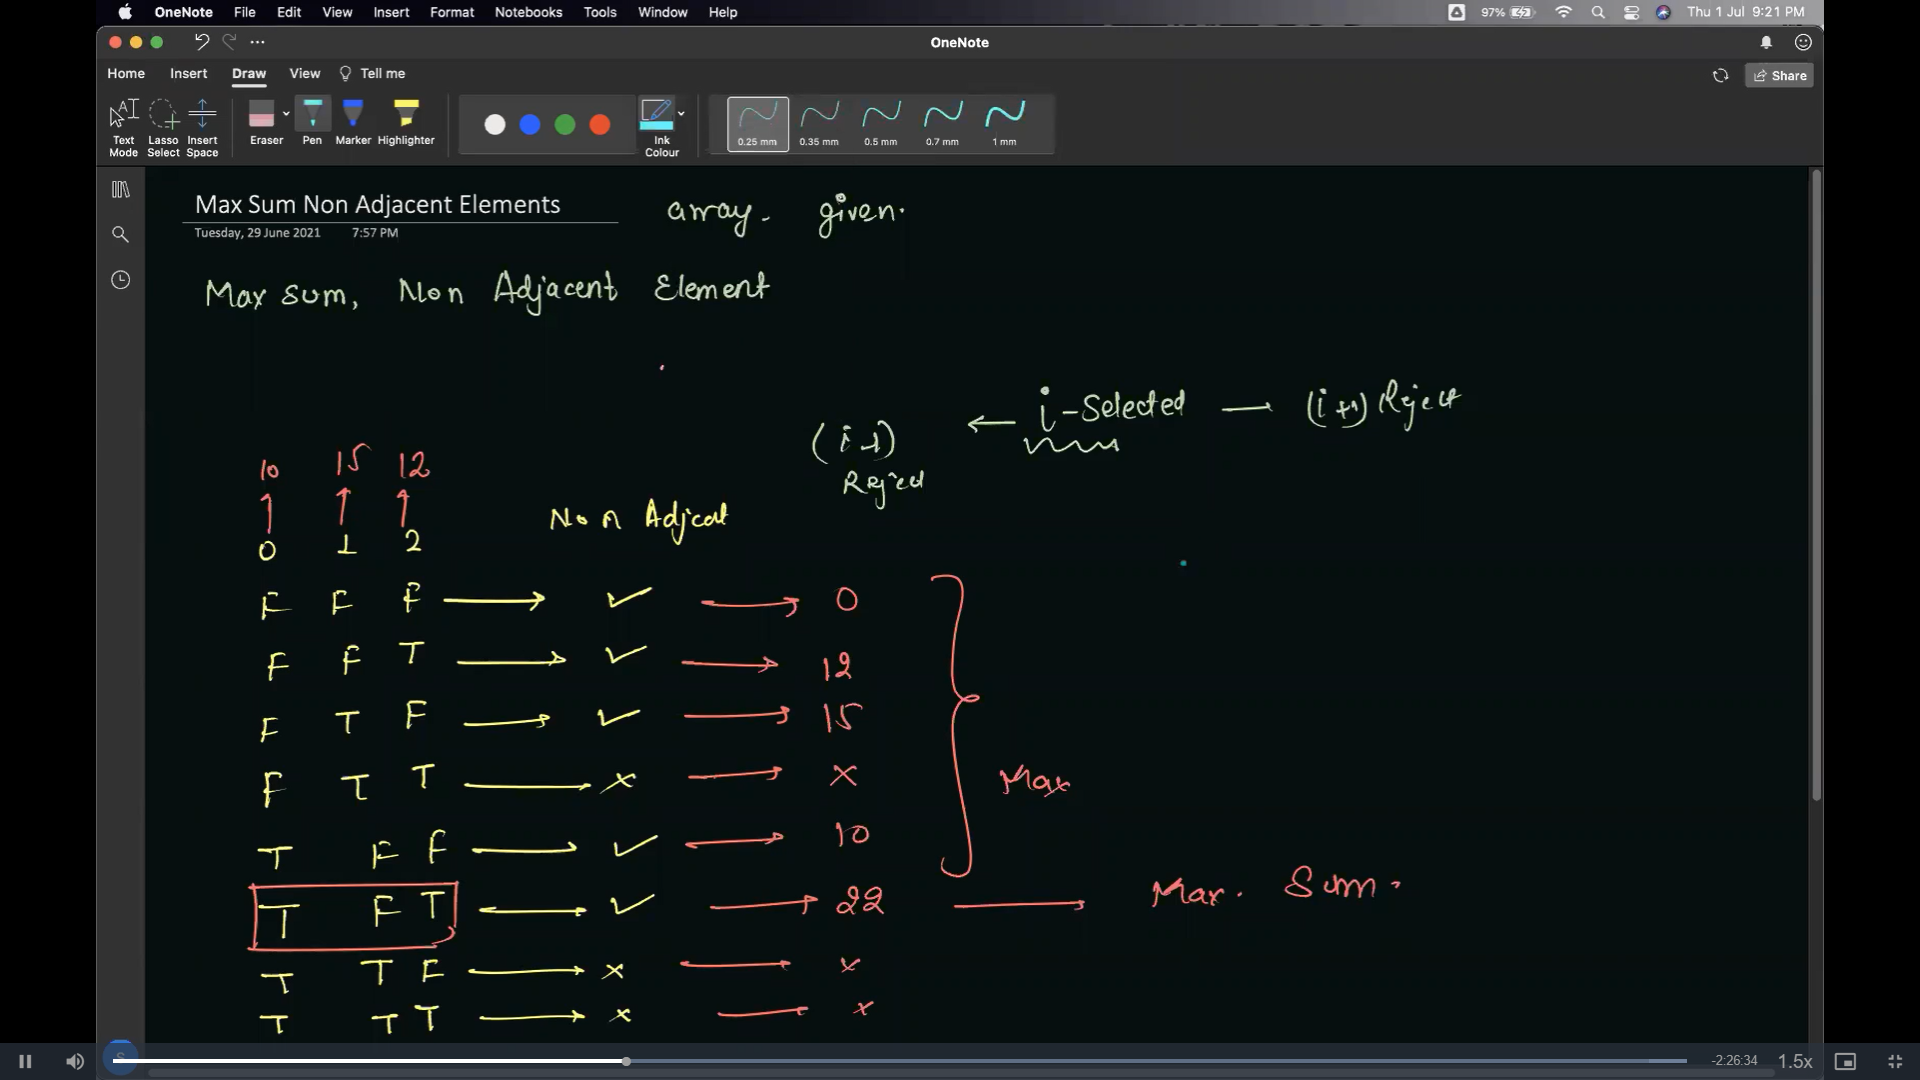 OneNote File Edit View Insert Format Notebooks Tools Window Help 97% Thu 1 Jul 9:21 PM
OneNote
Home Insert Draw View Tell me Share
Text Mode Lasso Select Insert Space Eraser Pen Marker Highlighter Ink Colour 0.25 mm 0.35 mm 0.5 mm 0.7 mm 1 mm
Max Sum Non Adjacent Elements
Tuesday, 29 June 2021 7:57 PM
array. given.
Max sum, Non Adjacent Element
← i-Selected → (i+1) Reject
(i-1)
Reject
10 15 12
0 1 2
Non Adjcat
F F F → ✓ → 0
F F T → ✓ → 12
F T F → ✓ → 15
F T T → x → x
Max
T F F → ✓ → 10
T F T → ✓ → 22 → Max. Sum.
T T F → x → x
T T T → x → x
-2:26:34 1.5x